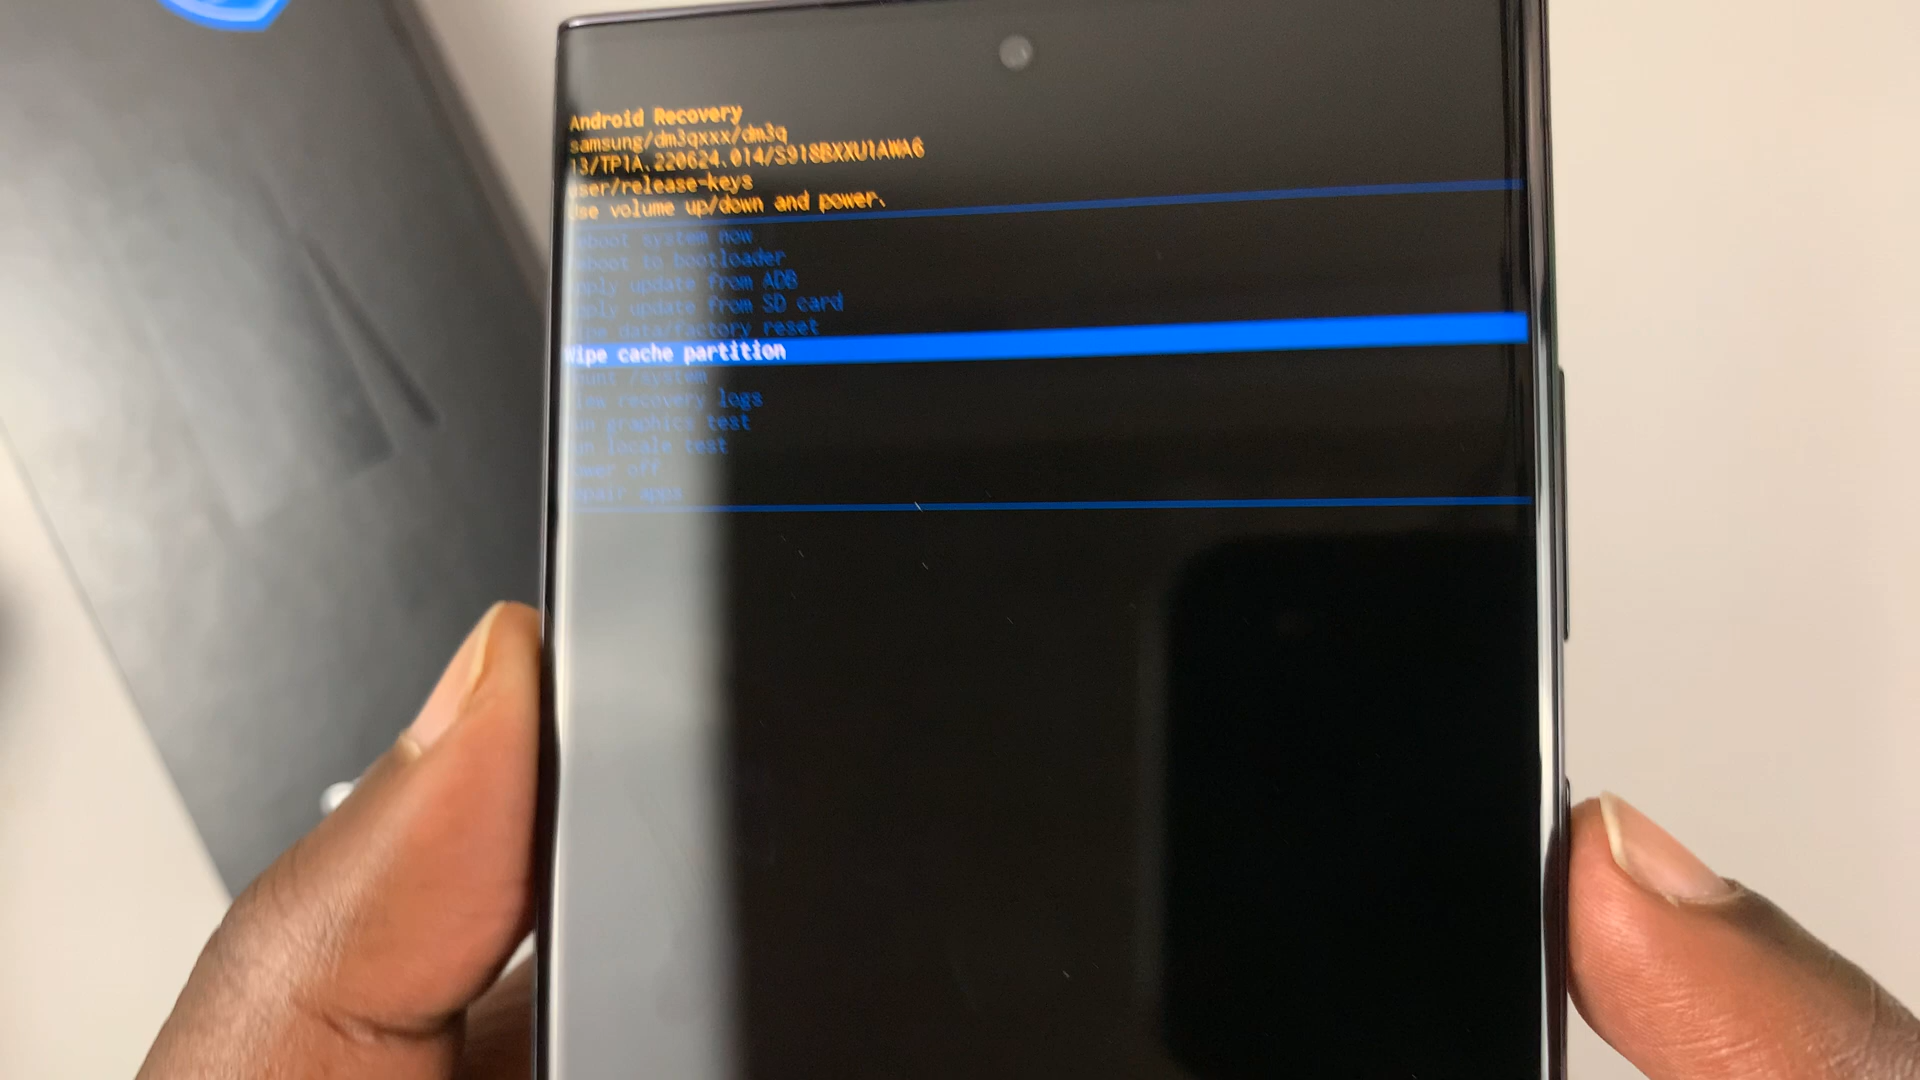 Android Recovery
samsung/dm3qxxx/dm3q
13/TP1A.220624.014/S918BXXU1AWA6
user/release-keys
Use volume up/down and power.
Reboot system now
Reboot to bootloader
Apply update from ADB
Apply update from SD card
Wipe data/factory reset
Wipe cache partition
Mount /system
View recovery logs
Run graphics test
Run locale test
Power off
Repair apps